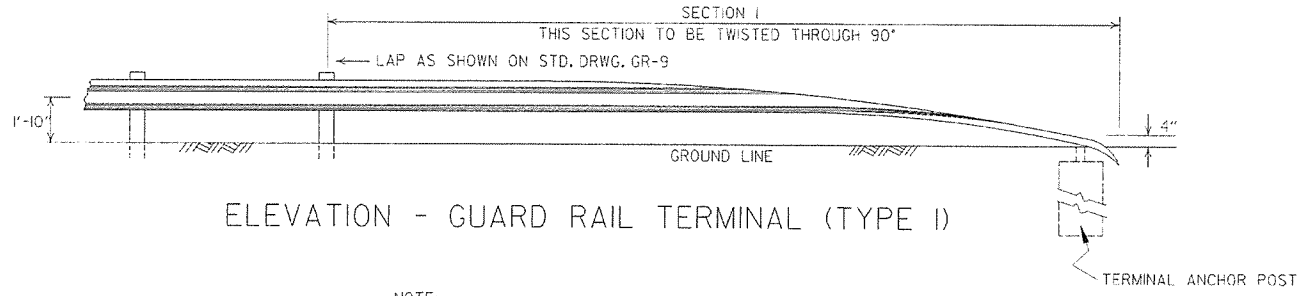 SECTION I
THIS SECTION TO BE TWISTED THROUGH 90°
LAP AS SHOWN ON STD. DRWG. GR-9
1'-10"
4"
GROUND LINE
ELEVATION - GUARD RAIL TERMINAL (TYPE I)
TERMINAL ANCHOR POST
NOTE